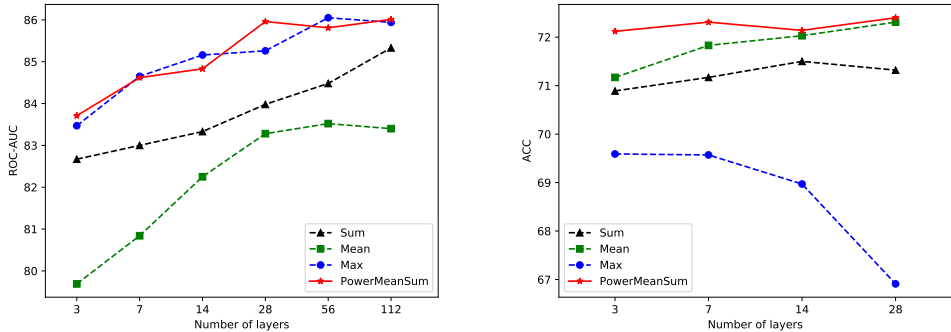 ROC-AUC
86
85
84
83
82
81
80
3 7 14 28 56 112
Number of layers
Sum
Mean
Max
PowerMeanSum
ACC
72
71
70
69
68
67
3 7 14 28
Number of layers
Sum
Mean
Max
PowerMeanSum